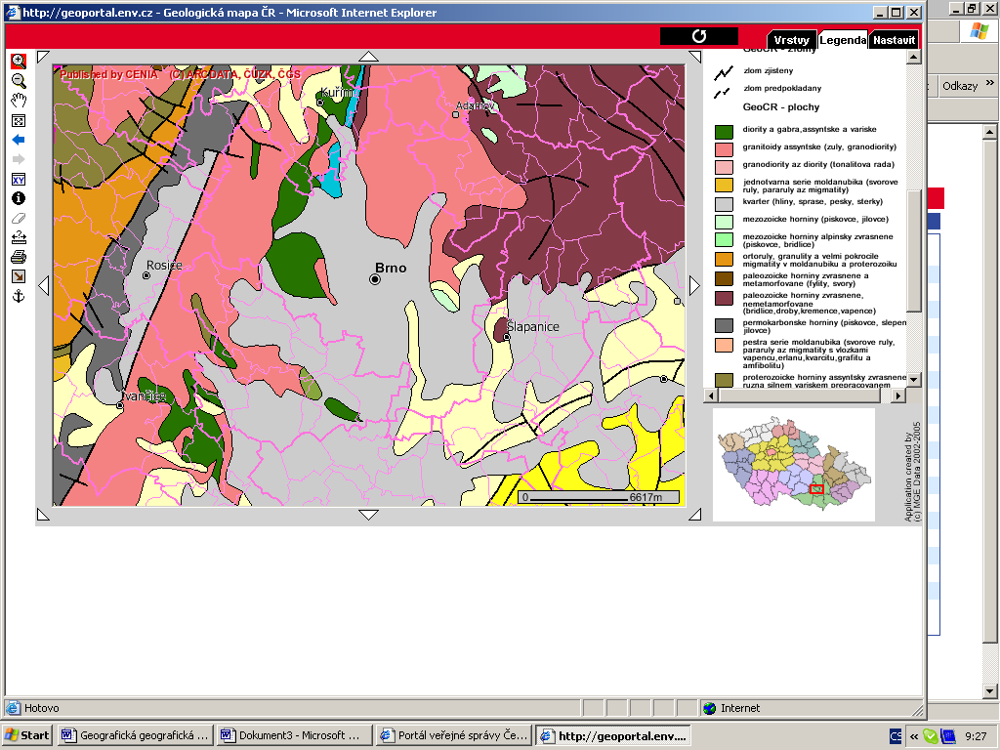 http://geoportal.env.cz - Geologická mapa ČR - Microsoft Internet Explorer
Vrstvy
Legenda
Nastavit
Published by CENIA (C) ARCDATA, ČÚZK, ČGS
Kuřim
Adamov
Rosice
Brno
Šlapanice
Ivančice
0 6617m
XY
GeoCR - zlomy
zlom zjisteny
zlom predpokladany
GeoCR - plochy
diority a gabra,assyntske a variske
granitoidy assyntske (zuly, granodiority)
granodiority az diority (tonalitova rada)
jednotvarna serie moldanubika (svorove
ruly, pararuly az migmatity)
kvarter (hliny, sprase, pesky, sterky)
mezozoicke horniny (piskovce, jilovce)
mezozoicke horniny alpinsky zvrasnene
(piskovce, bridlice)
ortoruly, granulity a velmi pokrocile
migmatity v moldanubiku a proterozoiku
paleozoicke horniny zvrasnene a
metamorfovane (fylity, svory)
paleozoicke horniny zvrasnene,
nemetamorfovane
(bridlice,droby,kremence,vapence)
permokarbonske horniny (piskovce, slepen
jilovce)
pestra serie moldanubika (svorove ruly,
pararuly az migmatity s vlozkami
vapencu,erlanu,kvarcitu,grafitu a
amfibolitu)
proterozoicke horniny assyntsky zvrasnene
ruzna silnem variskem prepracovanem
Application created by
(c) MGE Data 2002-2005
Odkazy »
Hotovo
Internet
Start
Geografická geografická ...
Dokument3 - Microsoft ...
Portál veřejné správy Če...
http://geoportal.env....
CS
«
9:27